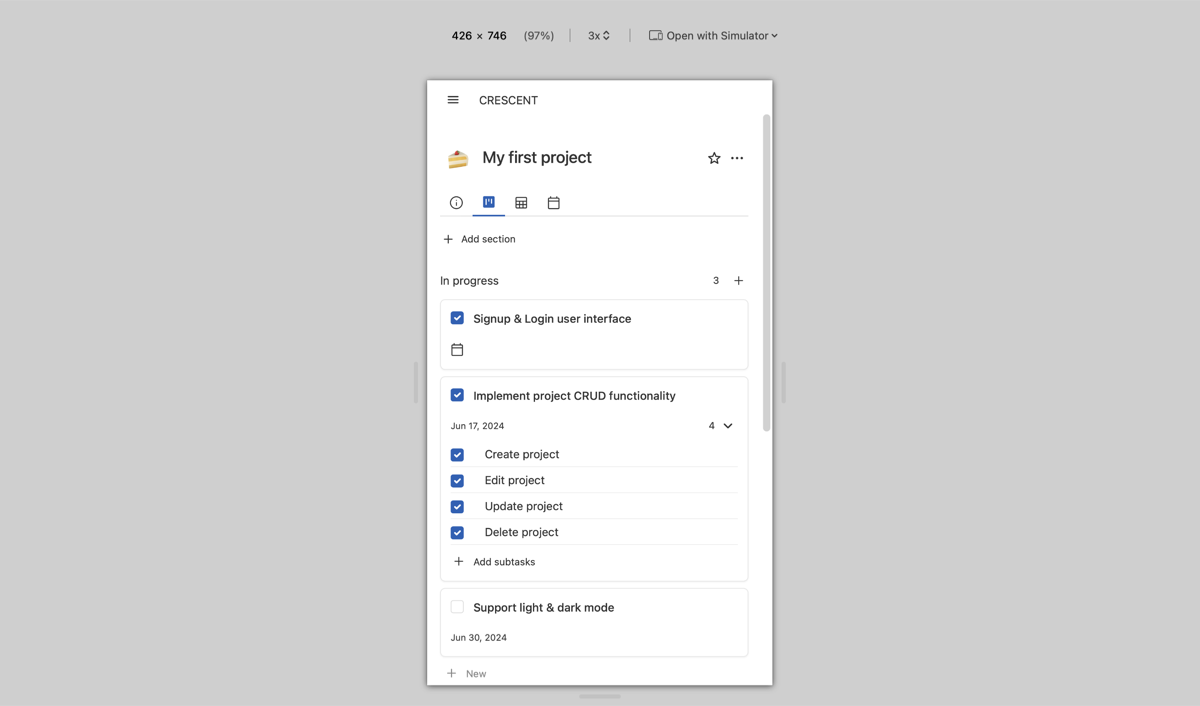 426 × 746 (97%) 3x Open with Simulator
CRESCENT
My first project
Add section
In progress 3
Signup & Login user interface
Implement project CRUD functionality
Jun 17, 2024 4
Create project
Edit project
Update project
Delete project
Add subtasks
Support light & dark mode
Jun 30, 2024
New